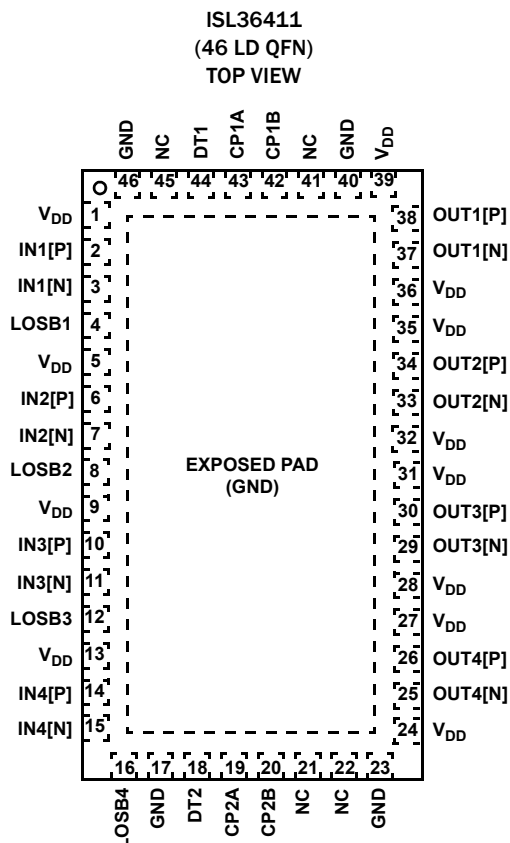 ISL36411
(46 LD QFN)
TOP VIEW
GND NC DT1 CP1A CP1B NC GND VDD
46 45 44 43 42 41 40 39
VDD 1
IN1[P] 2
IN1[N] 3
LOSB1 4
VDD 5
IN2[P] 6
IN2[N] 7
LOSB2 8
VDD 9
IN3[P] 10
IN3[N] 11
LOSB3 12
VDD 13
IN4[P] 14
IN4[N] 15
EXPOSED PAD
(GND)
38 OUT1[P]
37 OUT1[N]
36 VDD
35 VDD
34 OUT2[P]
33 OUT2[N]
32 VDD
31 VDD
30 OUT3[P]
29 OUT3[N]
28 VDD
27 VDD
26 OUT4[P]
25 OUT4[N]
24 VDD
16 17 18 19 20 21 22 23
LOSB4 GND DT2 CP2A CP2B NC NC GND